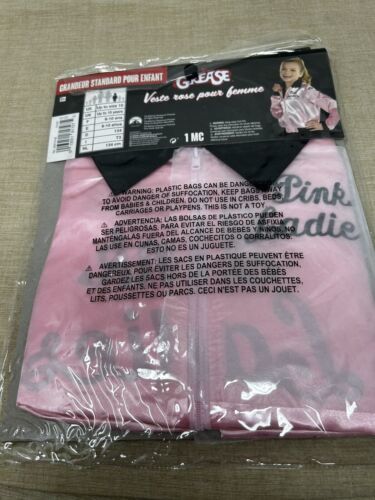 GRANDEUR STANDARD POUR ENFANT
GREASE
Veste rose pour femme
1 MC
Pink
Ladie
⚠ WARNING: PLASTIC BAGS CAN BE DANGEROUS.
TO AVOID DANGER OF SUFFOCATION, KEEP BAGS AWAY
FROM BABIES & CHILDREN. DO NOT USE IN CRIBS, BEDS,
CARRIAGES OR PLAYPENS. THIS IS NOT A TOY.
⚠ ADVERTENCIA: LAS BOLSAS DE PLÁSTICO PUEDEN
SER PELIGROSAS. PARA EVITAR EL RIESGO DE ASFIXIA
MANTÉNGALAS FUERA DEL ALCANCE DE BEBES Y NINOS. NO
LAS USE EN CUNAS, CAMAS, COCHECITOS O CORRALITOS.
ESTO NO ES UN JUGUETE.
⚠ AVERTISSEMENT: LES SACS EN PLASTIQUE PEUVENT ÊTRE
DANGEREUX. POUR EVITER LES DANGERS DE SUFFOCATION,
GARDEZ LES SACS HORS DE LA PORTÉE DES BÉBÉS
ET DES ENFANTS. NE PAS UTILISER DANS LES COUCHETTES,
LITS, POUSSETTES OU PARCS. CECI N'EST PAS UN JOUET.